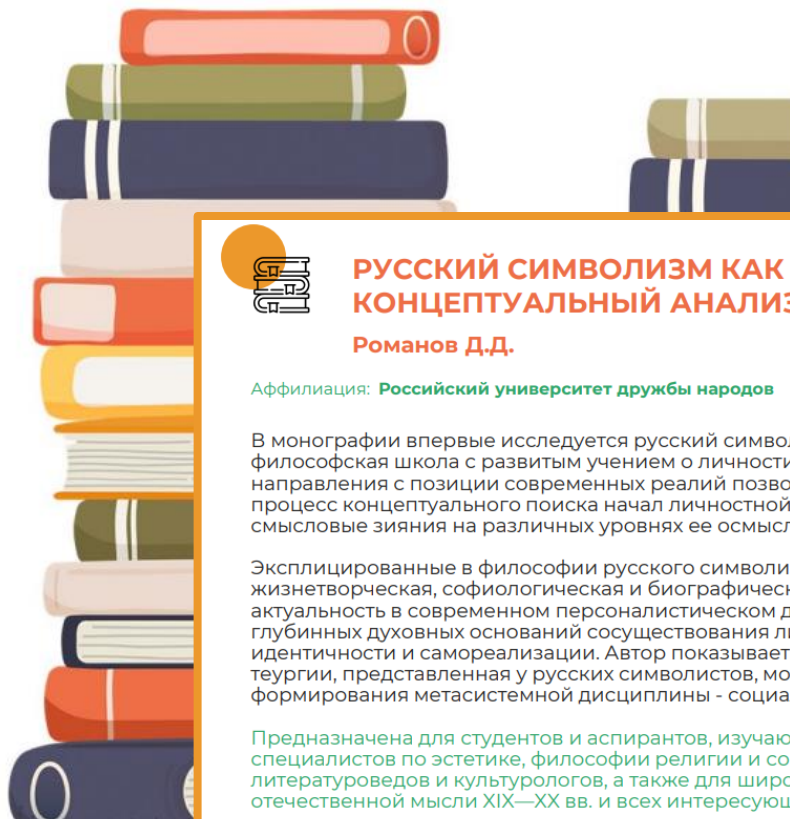 РУССКИЙ СИМВОЛИЗМ КАК
КОНЦЕПТУАЛЬНЫЙ АНАЛИЗ
Романов Д.Д.
Аффилиация: Российский университет дружбы народов
В монографии впервые исследуется русский симвo
философская школа с развитым учением о личности
направления с позиции современных реалий позво
процесс концептуального поиска начал личностной
смысловые зияния на различных уровнях ее осмысл
Эксплицированные в философии русского символи
жизнетворческая, софиологическая и биографическ
актуальность в современном персоналистическом д
глубинных духовных оснований сосуществования ли
идентичности и самореализации. Автор показывает
теургии, представленная у русских символистов, мо
формирования метасистемной дисциплины - социа
Предназначена для студентов и аспирантов, изучаю
специалистов по эстетике, философии религии и со
литературоведов и культурологов, а также для широ
отечественной мысли XIX—XX вв. и всех интересующ